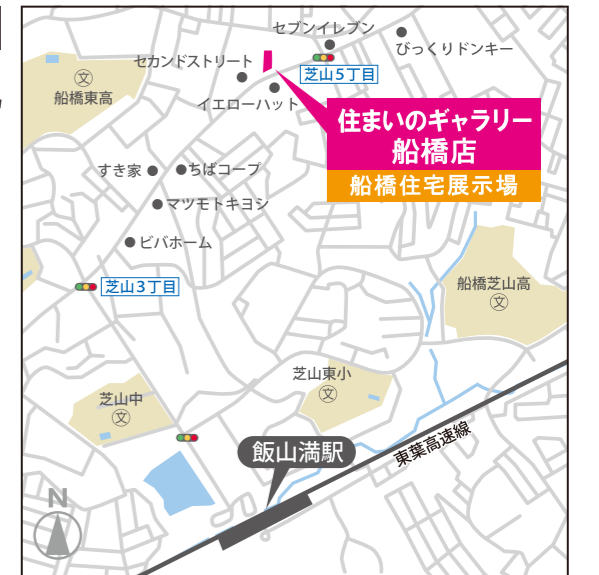 セブンイレブン
びっくりドンキー
セカンドストリート
芝山5丁目
文
船橋東高
イエローハット
住まいのギャラリー
船橋店
船橋住宅展示場
すき家
ちばコープ
マツモトキヨシ
ビバホーム
芝山3丁目
船橋芝山高
文
芝山東小
文
芝山中
文
飯山満駅
東葉高速線
N